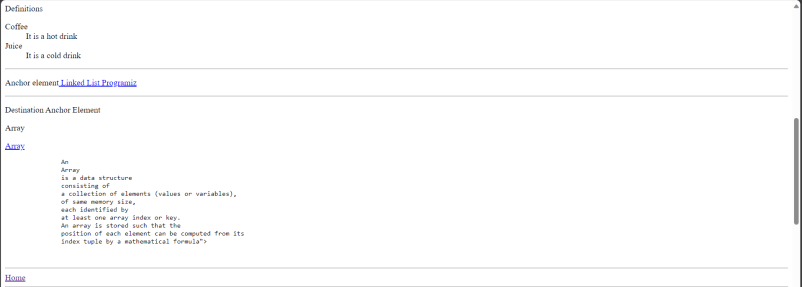 Definitions
Coffee
It is a hot drink
Juice
It is a cold drink
Anchor element Linked List Programiz
Destination Anchor Element
Array
Array
An
Array
is a data structure
consisting of
a collection of elements (values or variables),
of same memory size,
each identified by
at least one array index or key.
An array is stored such that the
position of each element can be computed from its
index tuple by a mathematical formula">
Home